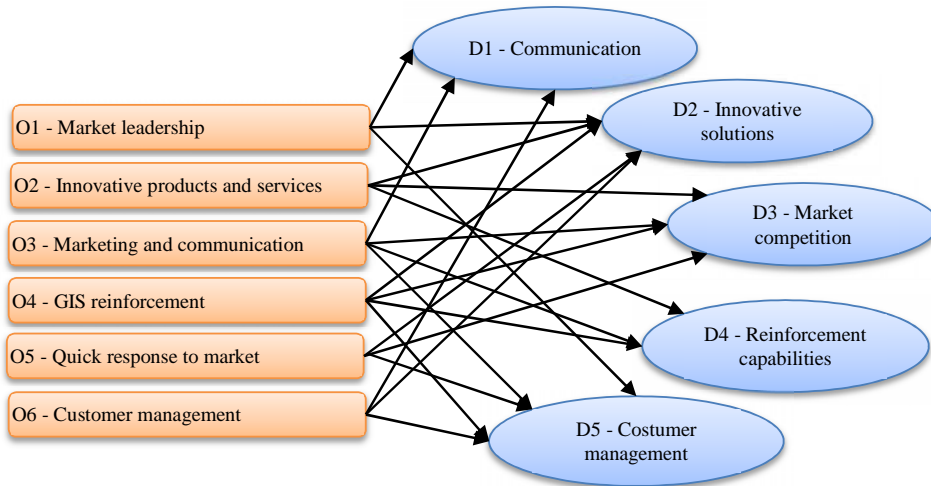 D1 - Communication
O1 - Market leadership
D2 - Innovative
solutions
O2 - Innovative products and services
D3 - Market
competition
O3 - Marketing and communication
O4 - GIS reinforcement
D4 - Reinforcement
capabilities
O5 - Quick response to market
O6 - Customer management
D5 - Costumer
management